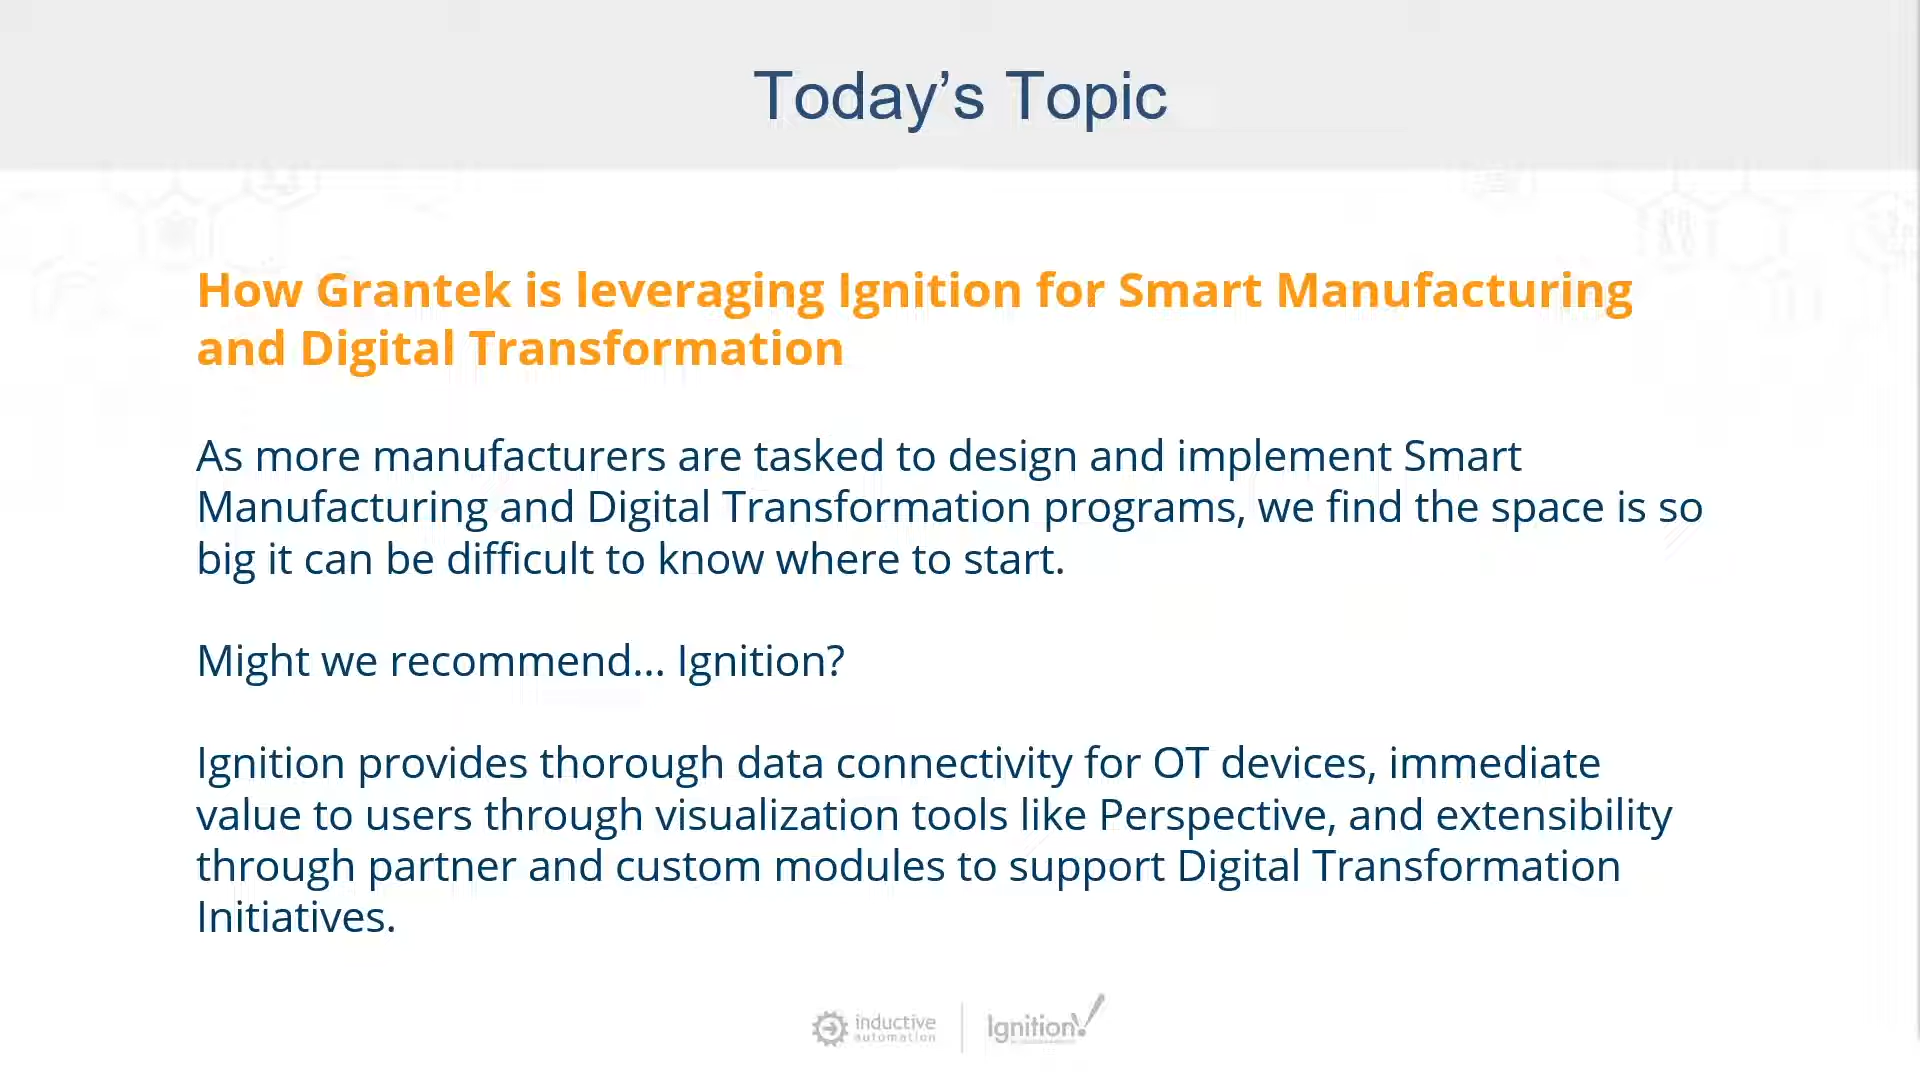 Today’s Topic
How Grantek is leveraging Ignition for Smart Manufacturing
and Digital Transformation
As more manufacturers are tasked to design and implement Smart
Manufacturing and Digital Transformation programs, we find the space is so
big it can be difficult to know where to start.
Might we recommend... Ignition?
Ignition provides thorough data connectivity for OT devices, immediate
value to users through visualization tools like Perspective, and extensibility
through partner and custom modules to support Digital Transformation
Initiatives.
inductive
automation
Ignition!